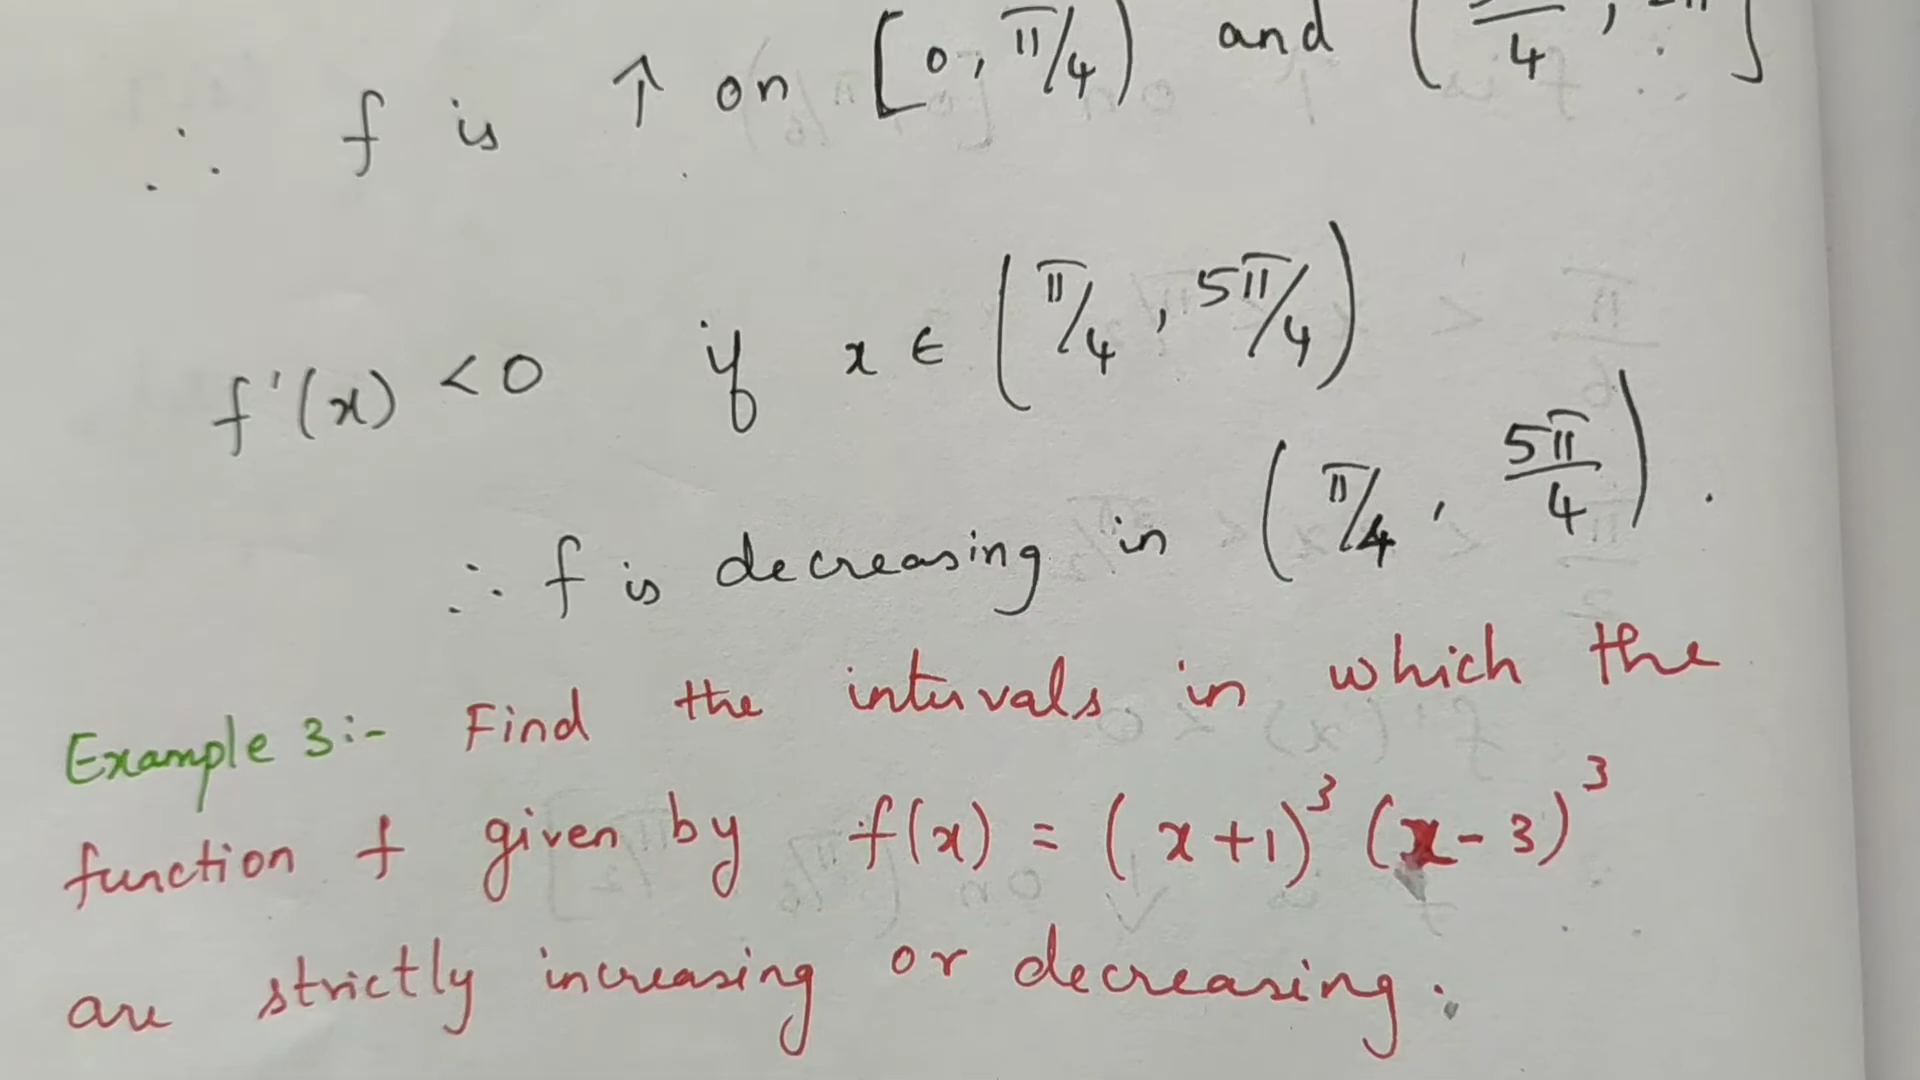 ∴ f is ↑ on [0, π/4) and ( /4, π]
f'(x) <0 if x ∈ (π/4, 5π/4)
∴ f is decreasing in (π/4, 5π/4).
Example 3:- Find the intervals in which the
function f given by f(x) = (x+1)³ (x-3)³
are strictly increasing or decreasing.